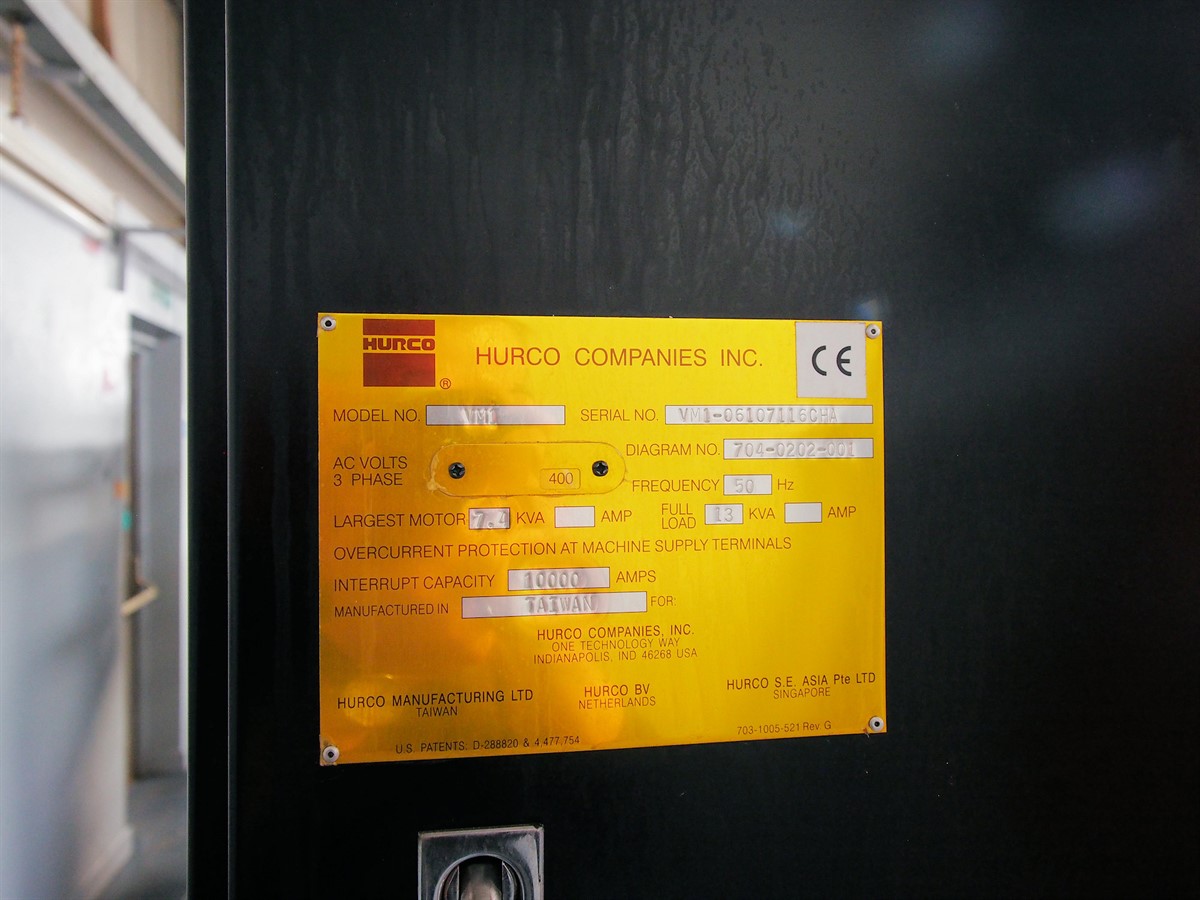 HURCO
®
HURCO COMPANIES INC.
CE
MODEL NO. VM1 SERIAL NO. VM1-06107116CHA
DIAGRAM NO. 704-0202-001
AC VOLTS
3 PHASE 400
FREQUENCY 50 Hz
LARGEST MOTOR 7.4 KVA AMP FULL LOAD 13 KVA AMP
OVERCURRENT PROTECTION AT MACHINE SUPPLY TERMINALS
INTERRUPT CAPACITY 10000 AMPS
MANUFACTURED IN TAIWAN FOR:
HURCO COMPANIES, INC.
ONE TECHNOLOGY WAY
INDIANAPOLIS, IND 46268 USA
HURCO MANUFACTURING LTD
TAIWAN
HURCO BV
NETHERLANDS
HURCO S.E. ASIA Pte LTD
SINGAPORE
U.S. PATENTS. D-288820 & 4,477,754
703-1005-521 Rev. G